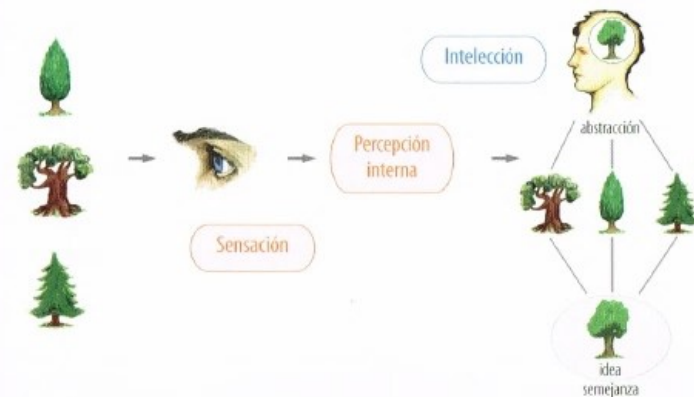 Intelección
abstracción
Percepción
interna
Sensación
idea
semejanza